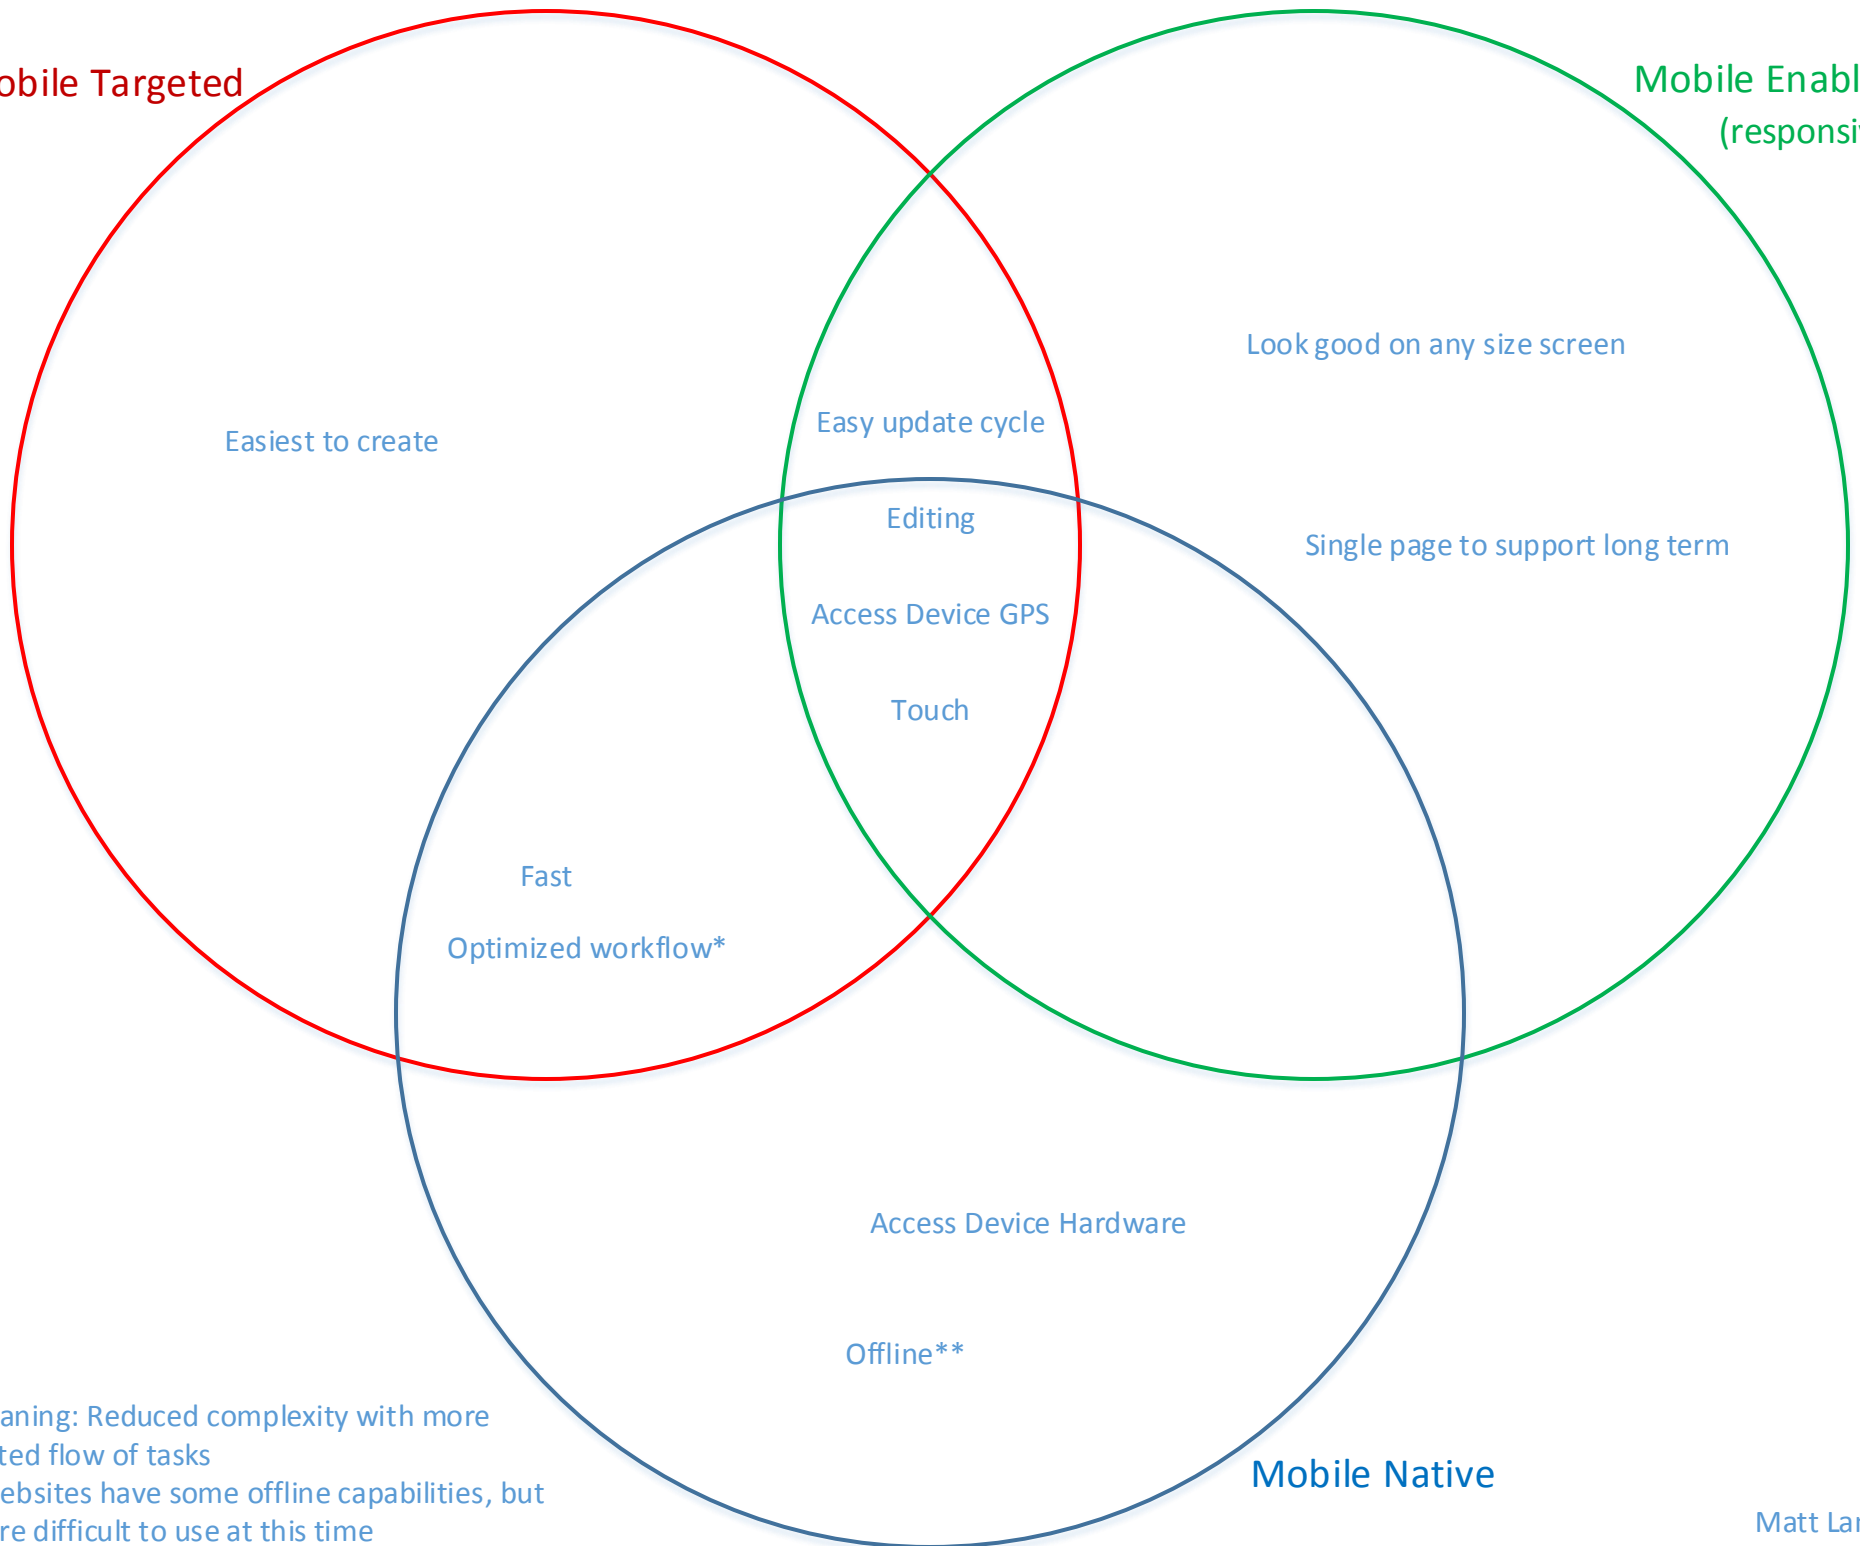 obile Targeted
Mobile Enabl
(responsi
Look good on any size screen
Easy update cycle
Easiest to create
Editing
Single page to support long term
Access Device GPS
Touch
Fast
Optimized workflow*
Access Device Hardware
Offline**
aning: Reduced complexity with more
ted flow of tasks
ebsites have some offline capabilities, but
re difficult to use at this time
Mobile Native
Matt Lar